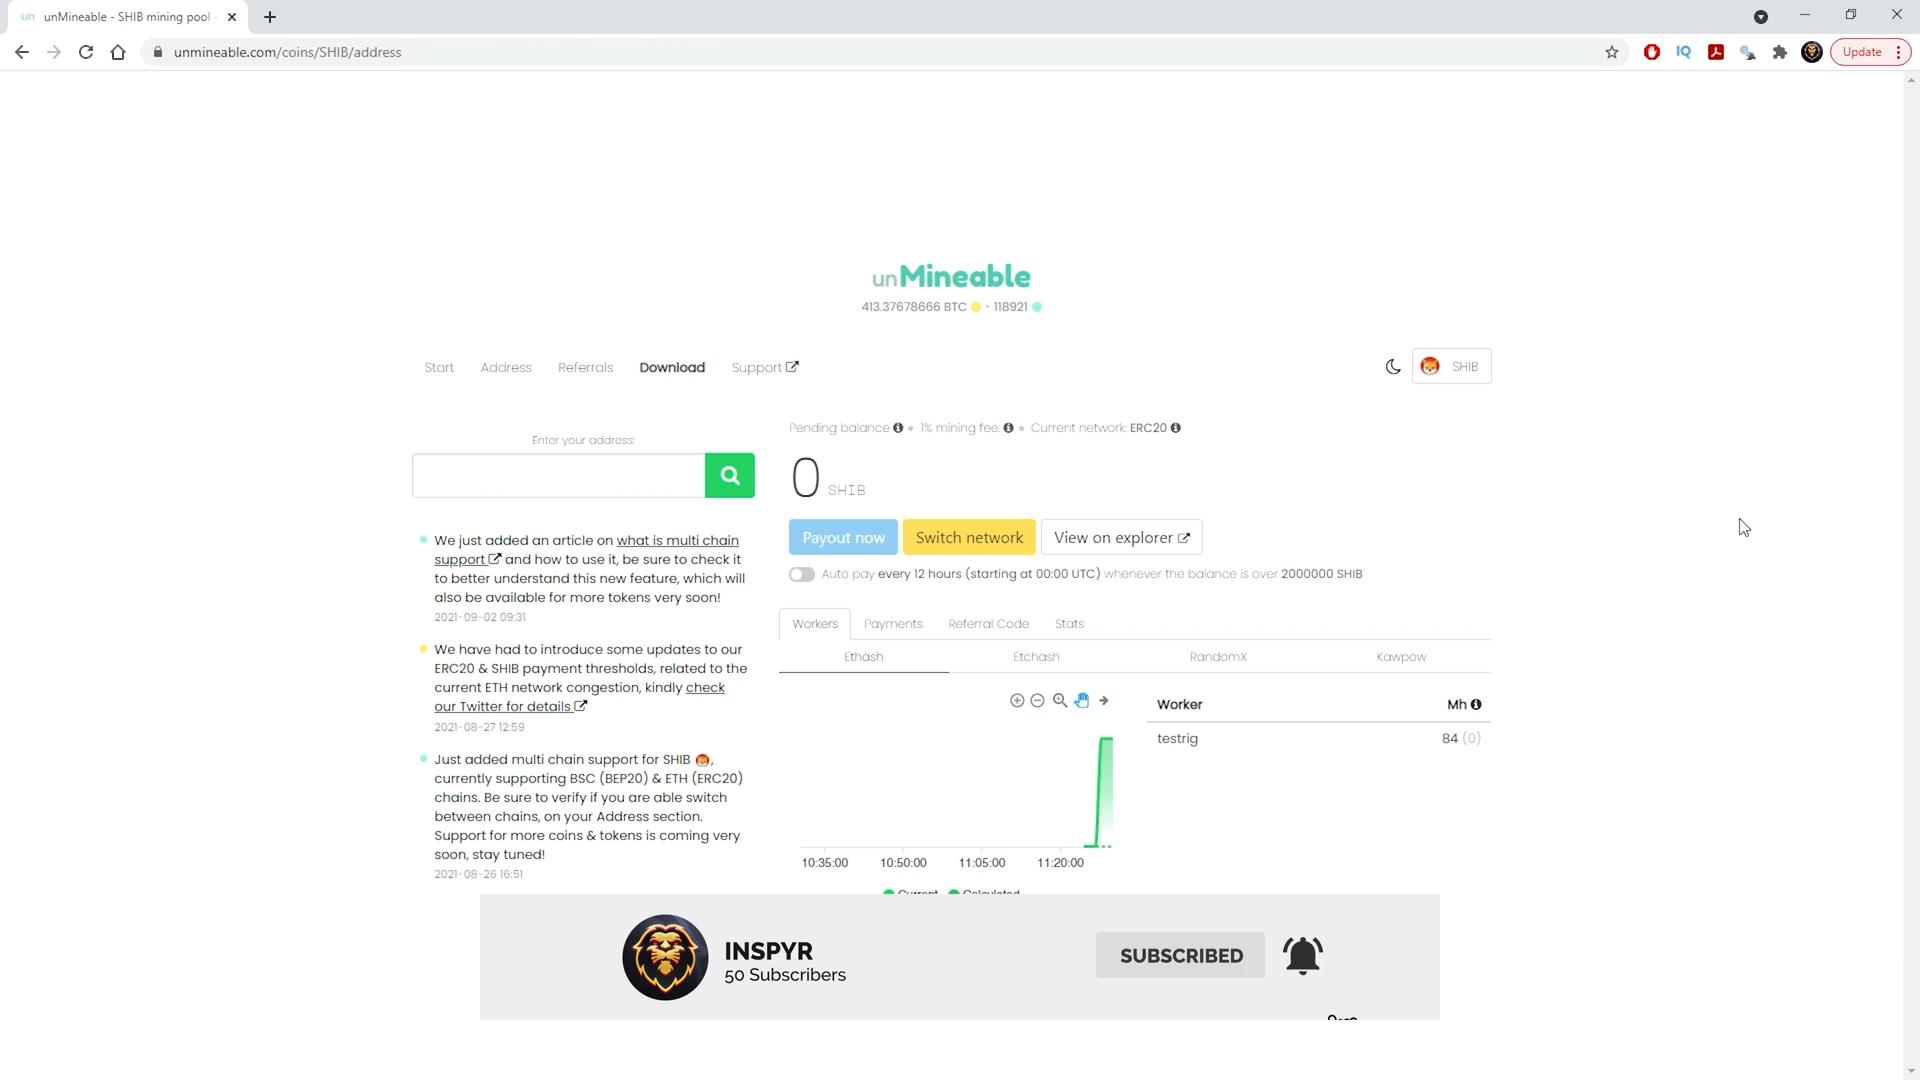 un unMineable - SHIB mining pool -
unmineable.com/coins/SHIB/address
IQ
Update
unMineable
413.37678666 BTC - 118921
Start Address Referrals Download Support
SHIB
Enter your address:
Pending balance 1% mining fee. Current network: ERC20
0 SHIB
Payout now Switch network View on explorer
Auto pay every 12 hours (starting at 00:00 UTC) whenever the balance is over 2000000 SHIB
We just added an article on what is multi chain
support and how to use it, be sure to check it
to better understand this new feature, which will
also be available for more tokens very soon!
2021-09-02 09:31
We have had to introduce some updates to our
ERC20 & SHIB payment thresholds, related to the
current ETH network congestion, kindly check
our Twitter for details
2021-08-27 12:59
Just added multi chain support for SHIB ,
currently supporting BSC (BEP20) & ETH (ERC20)
chains. Be sure to verify if you are able switch
between chains, on your Address section.
Support for more coins & tokens is coming very
soon, stay tuned!
2021-08-26 16:51
Workers Payments Referral Code Stats
Ethash Etchash RandomX Kawpow
Worker Mh
testrig 84 (0)
10:35:00 10:50:00 11:05:00 11:20:00
Current Calculated
INSPYR
50 Subscribers
SUBSCRIBED